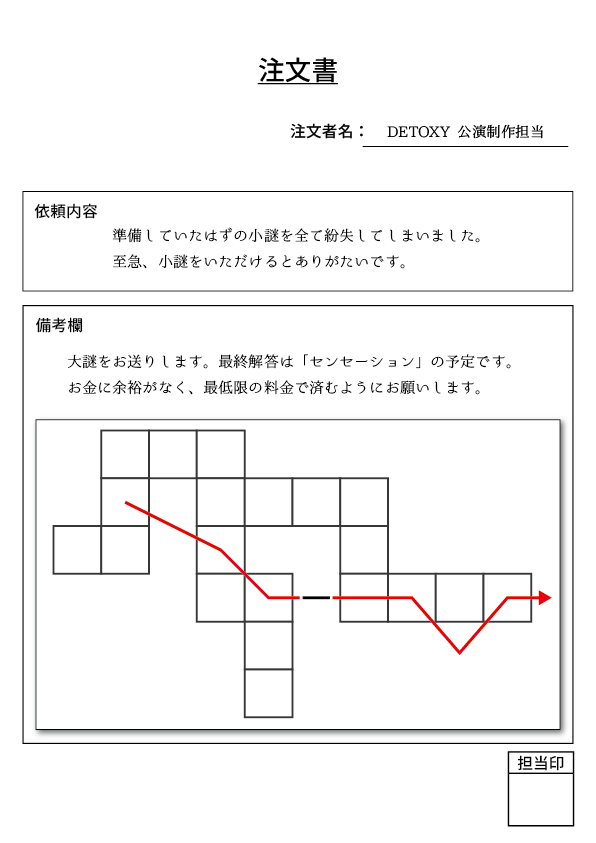 注文書
注文者名： DETOXY 公演制作担当
依頼内容
準備していたはずの小謎を全て紛失してしまいました。
至急、小謎をいただけるとありがたいです。
備考欄
大謎をお送りします。最終解答は「センセーション」の予定です。
お金に余裕がなく、最低限の料金で済むようにお願いします。
担当印